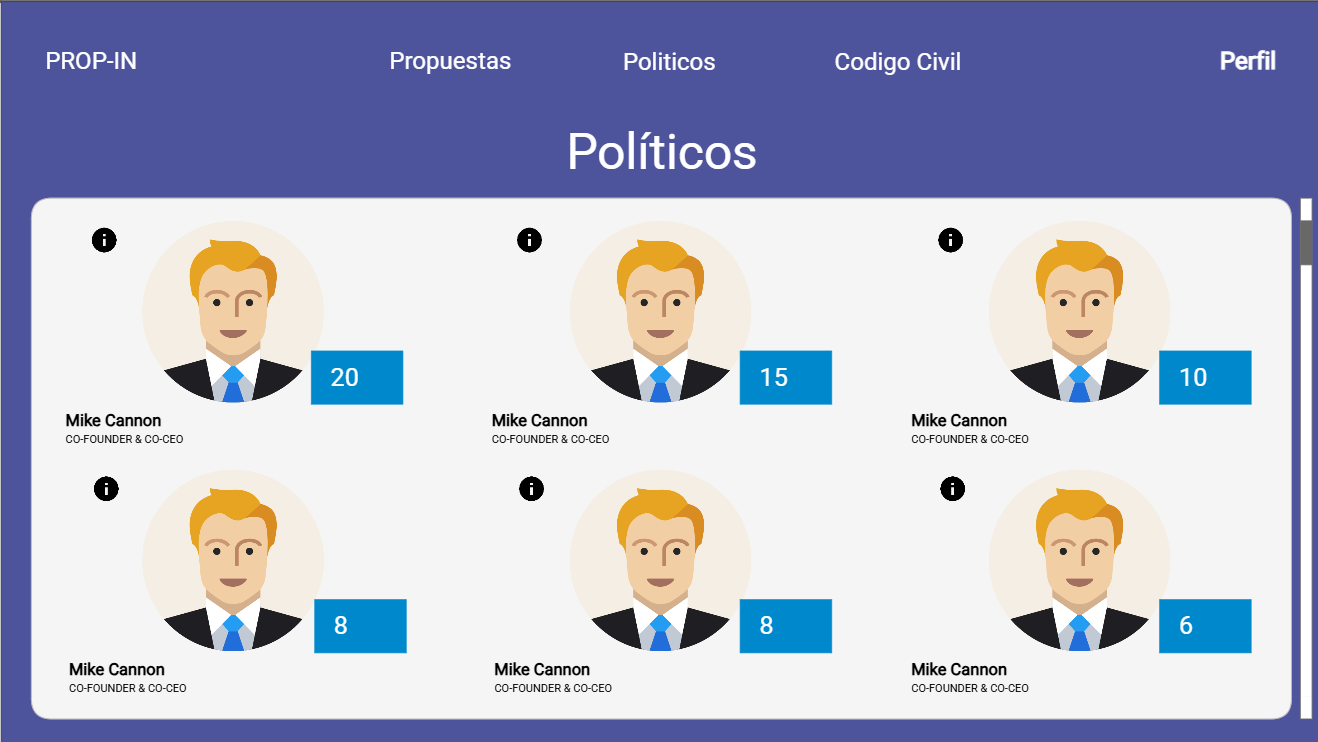 PROP-IN Propuestas Politicos Codigo Civil Perfil
Políticos
i i i
20 15 10
Mike Cannon Mike Cannon Mike Cannon
CO-FOUNDER & CO-CEO CO-FOUNDER & CO-CEO CO-FOUNDER & CO-CEO
i i i
8 8 6
Mike Cannon Mike Cannon Mike Cannon
CO-FOUNDER & CO-CEO CO-FOUNDER & CO-CEO CO-FOUNDER & CO-CEO